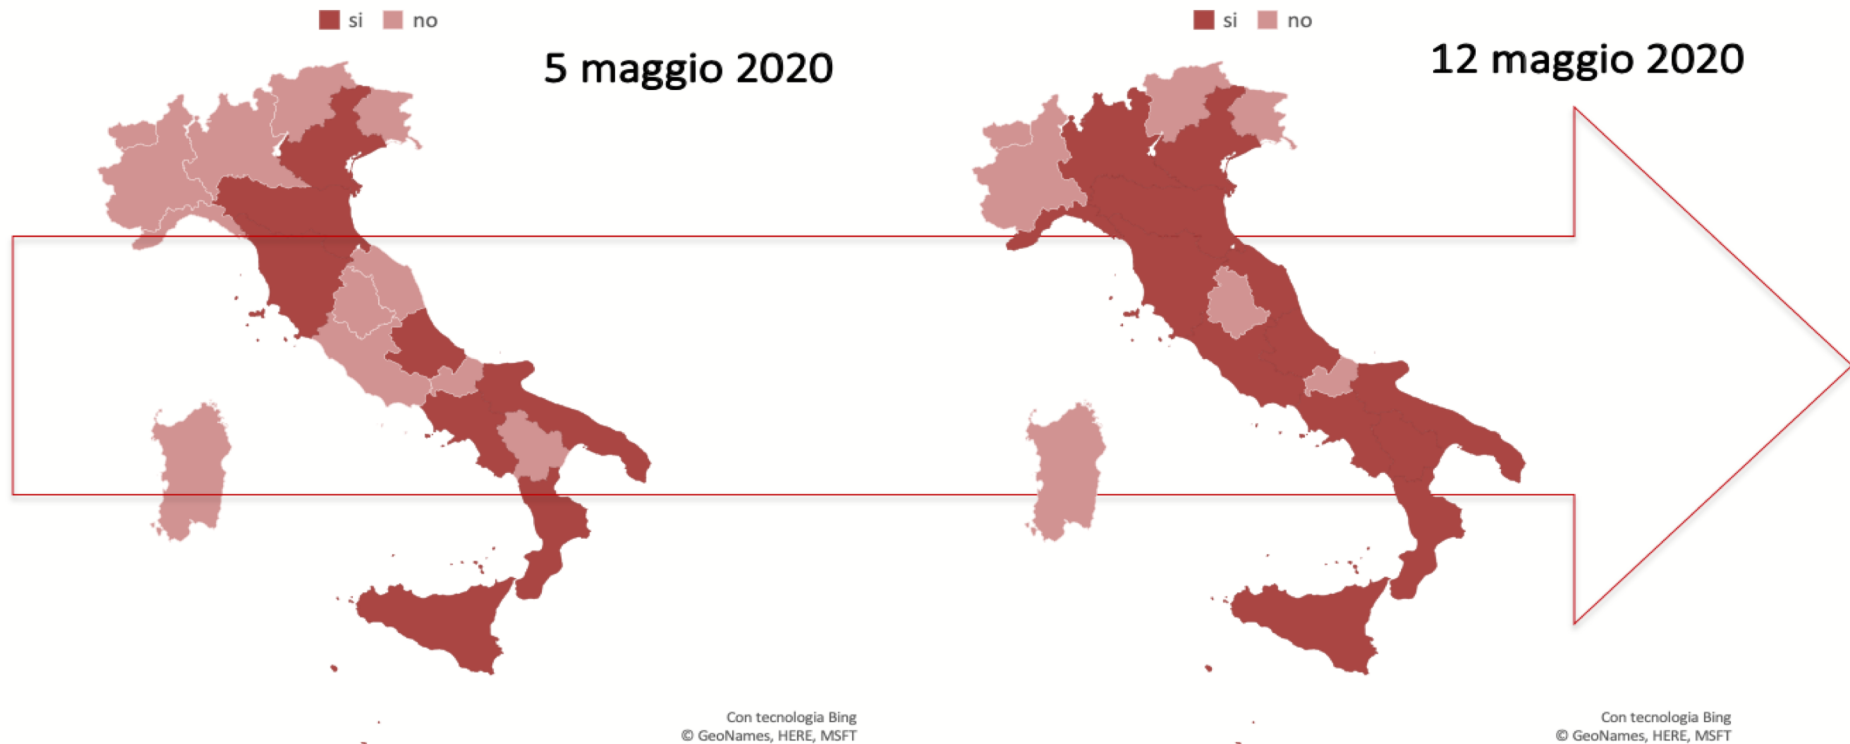 si no
5 maggio 2020
Con tecnologia Bing
© GeoNames, HERE, MSFT
si no
12 maggio 2020
Con tecnologia Bing
© GeoNames, HERE, MSFT